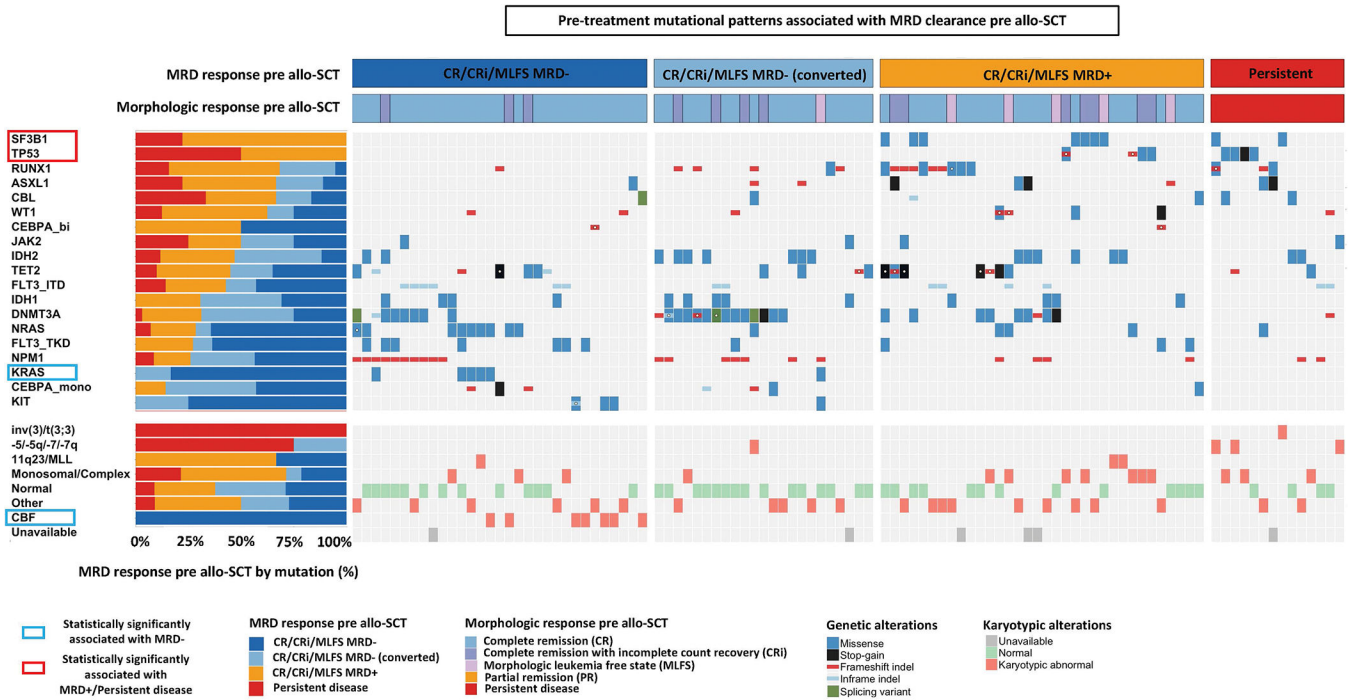 Pre-treatment mutational patterns associated with MRD clearance pre allo-SCT
MRD response pre allo-SCT
CR/CRi/MLFS MRD-
CR/CRi/MLFS MRD- (converted)
CR/CRi/MLFS MRD+
Persistent
Morphologic response pre allo-SCT
SF3B1
TP53
RUNX1
ASXL1
CBL
WT1
CEBPA_bi
JAK2
IDH2
TET2
FLT3_ITD
IDH1
DNMT3A
NRAS
FLT3_TKD
NPM1
KRAS
CEBPA_mono
KIT
inv(3)/t(3;3)
-5/-5q/-7/-7q
11q23/MLL
Monosomal/Complex
Normal
Other
CBF
Unavailable
0% 25% 50% 75% 100%
MRD response pre allo-SCT by mutation (%)
Statistically significantly
associated with MRD-
Statistically significantly
associated with
MRD+/Persistent disease
MRD response pre allo-SCT
CR/CRi/MLFS MRD-
CR/CRi/MLFS MRD- (converted)
CR/CRi/MLFS MRD+
Persistent disease
Morphologic response pre allo-SCT
Complete remission (CR)
Complete remission with incomplete count recovery (CRi)
Morphologic leukemia free state (MLFS)
Partial remission (PR)
Persistent disease
Genetic alterations
Missense
Stop-gain
Frameshift indel
Inframe indel
Splicing variant
Karyotypic alterations
Unavailable
Normal
Karyotypic abnormal